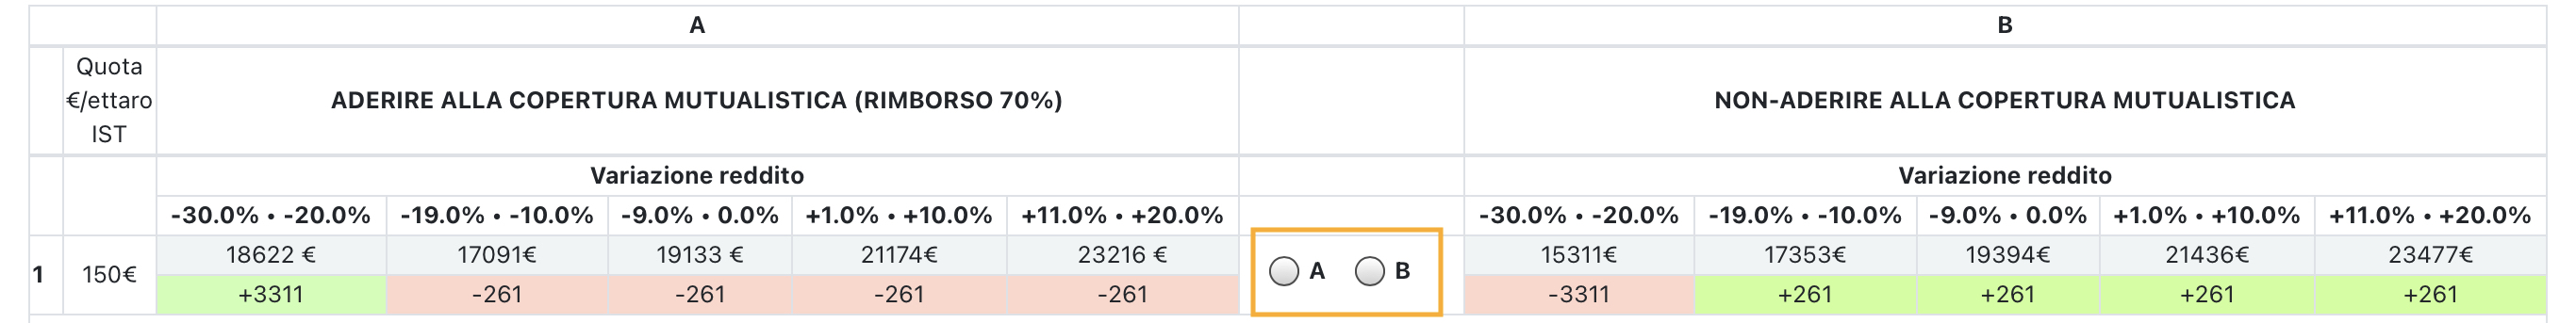 A B
Quota
€/ettaro
IST
ADERIRE ALLA COPERTURA MUTUALISTICA (RIMBORSO 70%) NON-ADERIRE ALLA COPERTURA MUTUALISTICA
Variazione reddito Variazione reddito
-30.0% • -20.0% -19.0% • -10.0% -9.0% • 0.0% +1.0% • +10.0% +11.0% • +20.0% -30.0% • -20.0% -19.0% • -10.0% -9.0% • 0.0% +1.0% • +10.0% +11.0% • +20.0%
18622 € 17091€ 19133 € 21174€ 23216 € 15311€ 17353€ 19394€ 21436€ 23477€
1 150€ A B
+3311 -261 -261 -261 -261 -3311 +261 +261 +261 +261